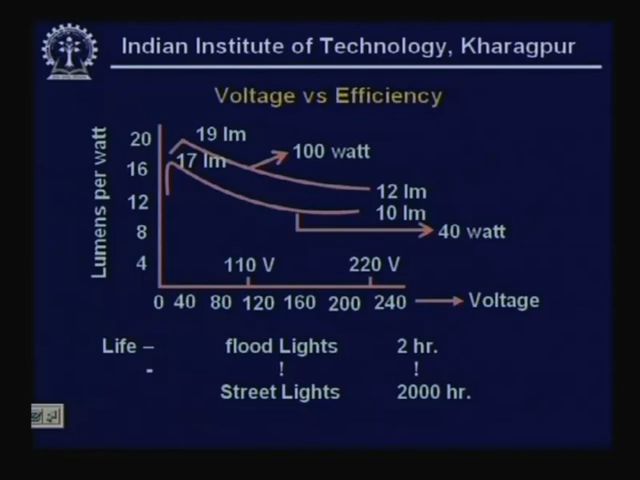 Indian Institute of Technology, Kharagpur
Voltage vs Efficiency
Lumens per watt
20
16
12
8
4
19 lm
17 lm
100 watt
12 lm
10 lm
40 watt
110 V 220 V
0 40 80 120 160 200 240 Voltage
Life – flood Lights 2 hr.
- ! !
Street Lights 2000 hr.